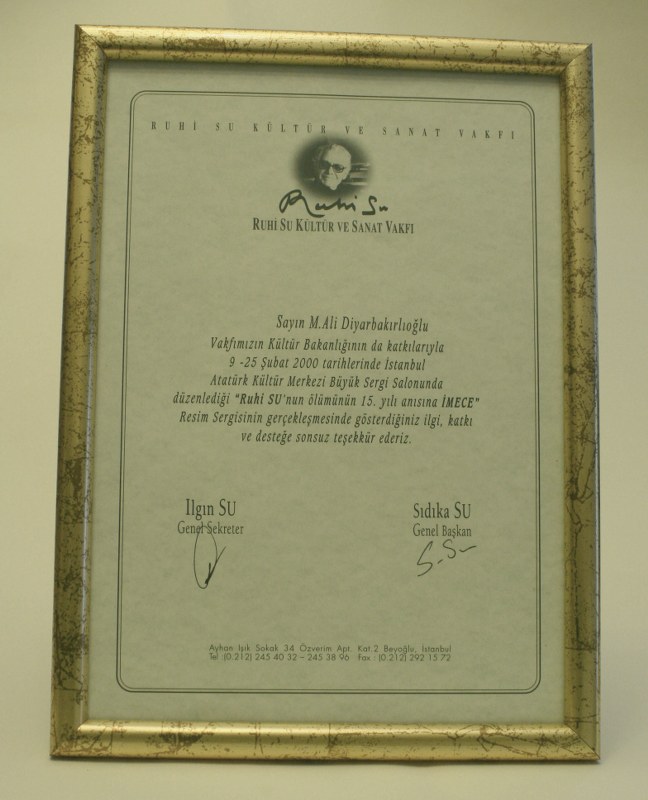 RUHİ SU KÜLTÜR VE SANAT VAKFI
Ruhi Su
RUHİ SU KÜLTÜR VE SANAT VAKFI
Sayın M.Ali Diyarbakırlıoğlu
Vakfımızın Kültür Bakanlığının da katkılarıyla
9 -25 Şubat 2000 tarihlerinde İstanbul
Atatürk Kültür Merkezi Büyük Sergi Salonunda
düzenlediği "Ruhi SU'nun ölümünün 15. yılı anısına İMECE"
Resim Sergisinin gerçekleşmesinde gösterdiğiniz ilgi, katkı
ve desteğe sonsuz teşekkür ederiz.
Ilgın SU
Genel Sekreter
Sıdıka SU
Genel Başkan
S. Su
Ayhan Işık Sokak 34 Özverim Apt. Kat.2 Beyoğlu, İstanbul
Tel :(0.212) 245 40 32 – 245 38 96 Fax : (0.212) 292 15 72